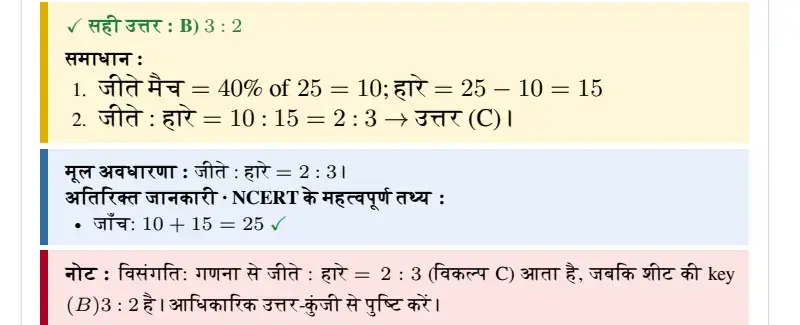 ✓ सही उत्तर : B) 3 : 2
समाधान :
1. जीते मैच = 40% of 25 = 10; हारे = 25 − 10 = 15
2. जीते : हारे = 10 : 15 = 2 : 3 → उत्तर (C)।
मूल अवधारणा : जीते : हारे = 2 : 3।
अतिरिक्त जानकारी · NCERT के महत्वपूर्ण तथ्य :
• जाँच: 10 + 15 = 25 ✓
नोट : विसंगति: गणना से जीते : हारे = 2 : 3 (विकल्प C) आता है, जबकि शीट की key
(B)3 : 2 है। आधिकारिक उत्तर-कुंजी से पुष्टि करें।